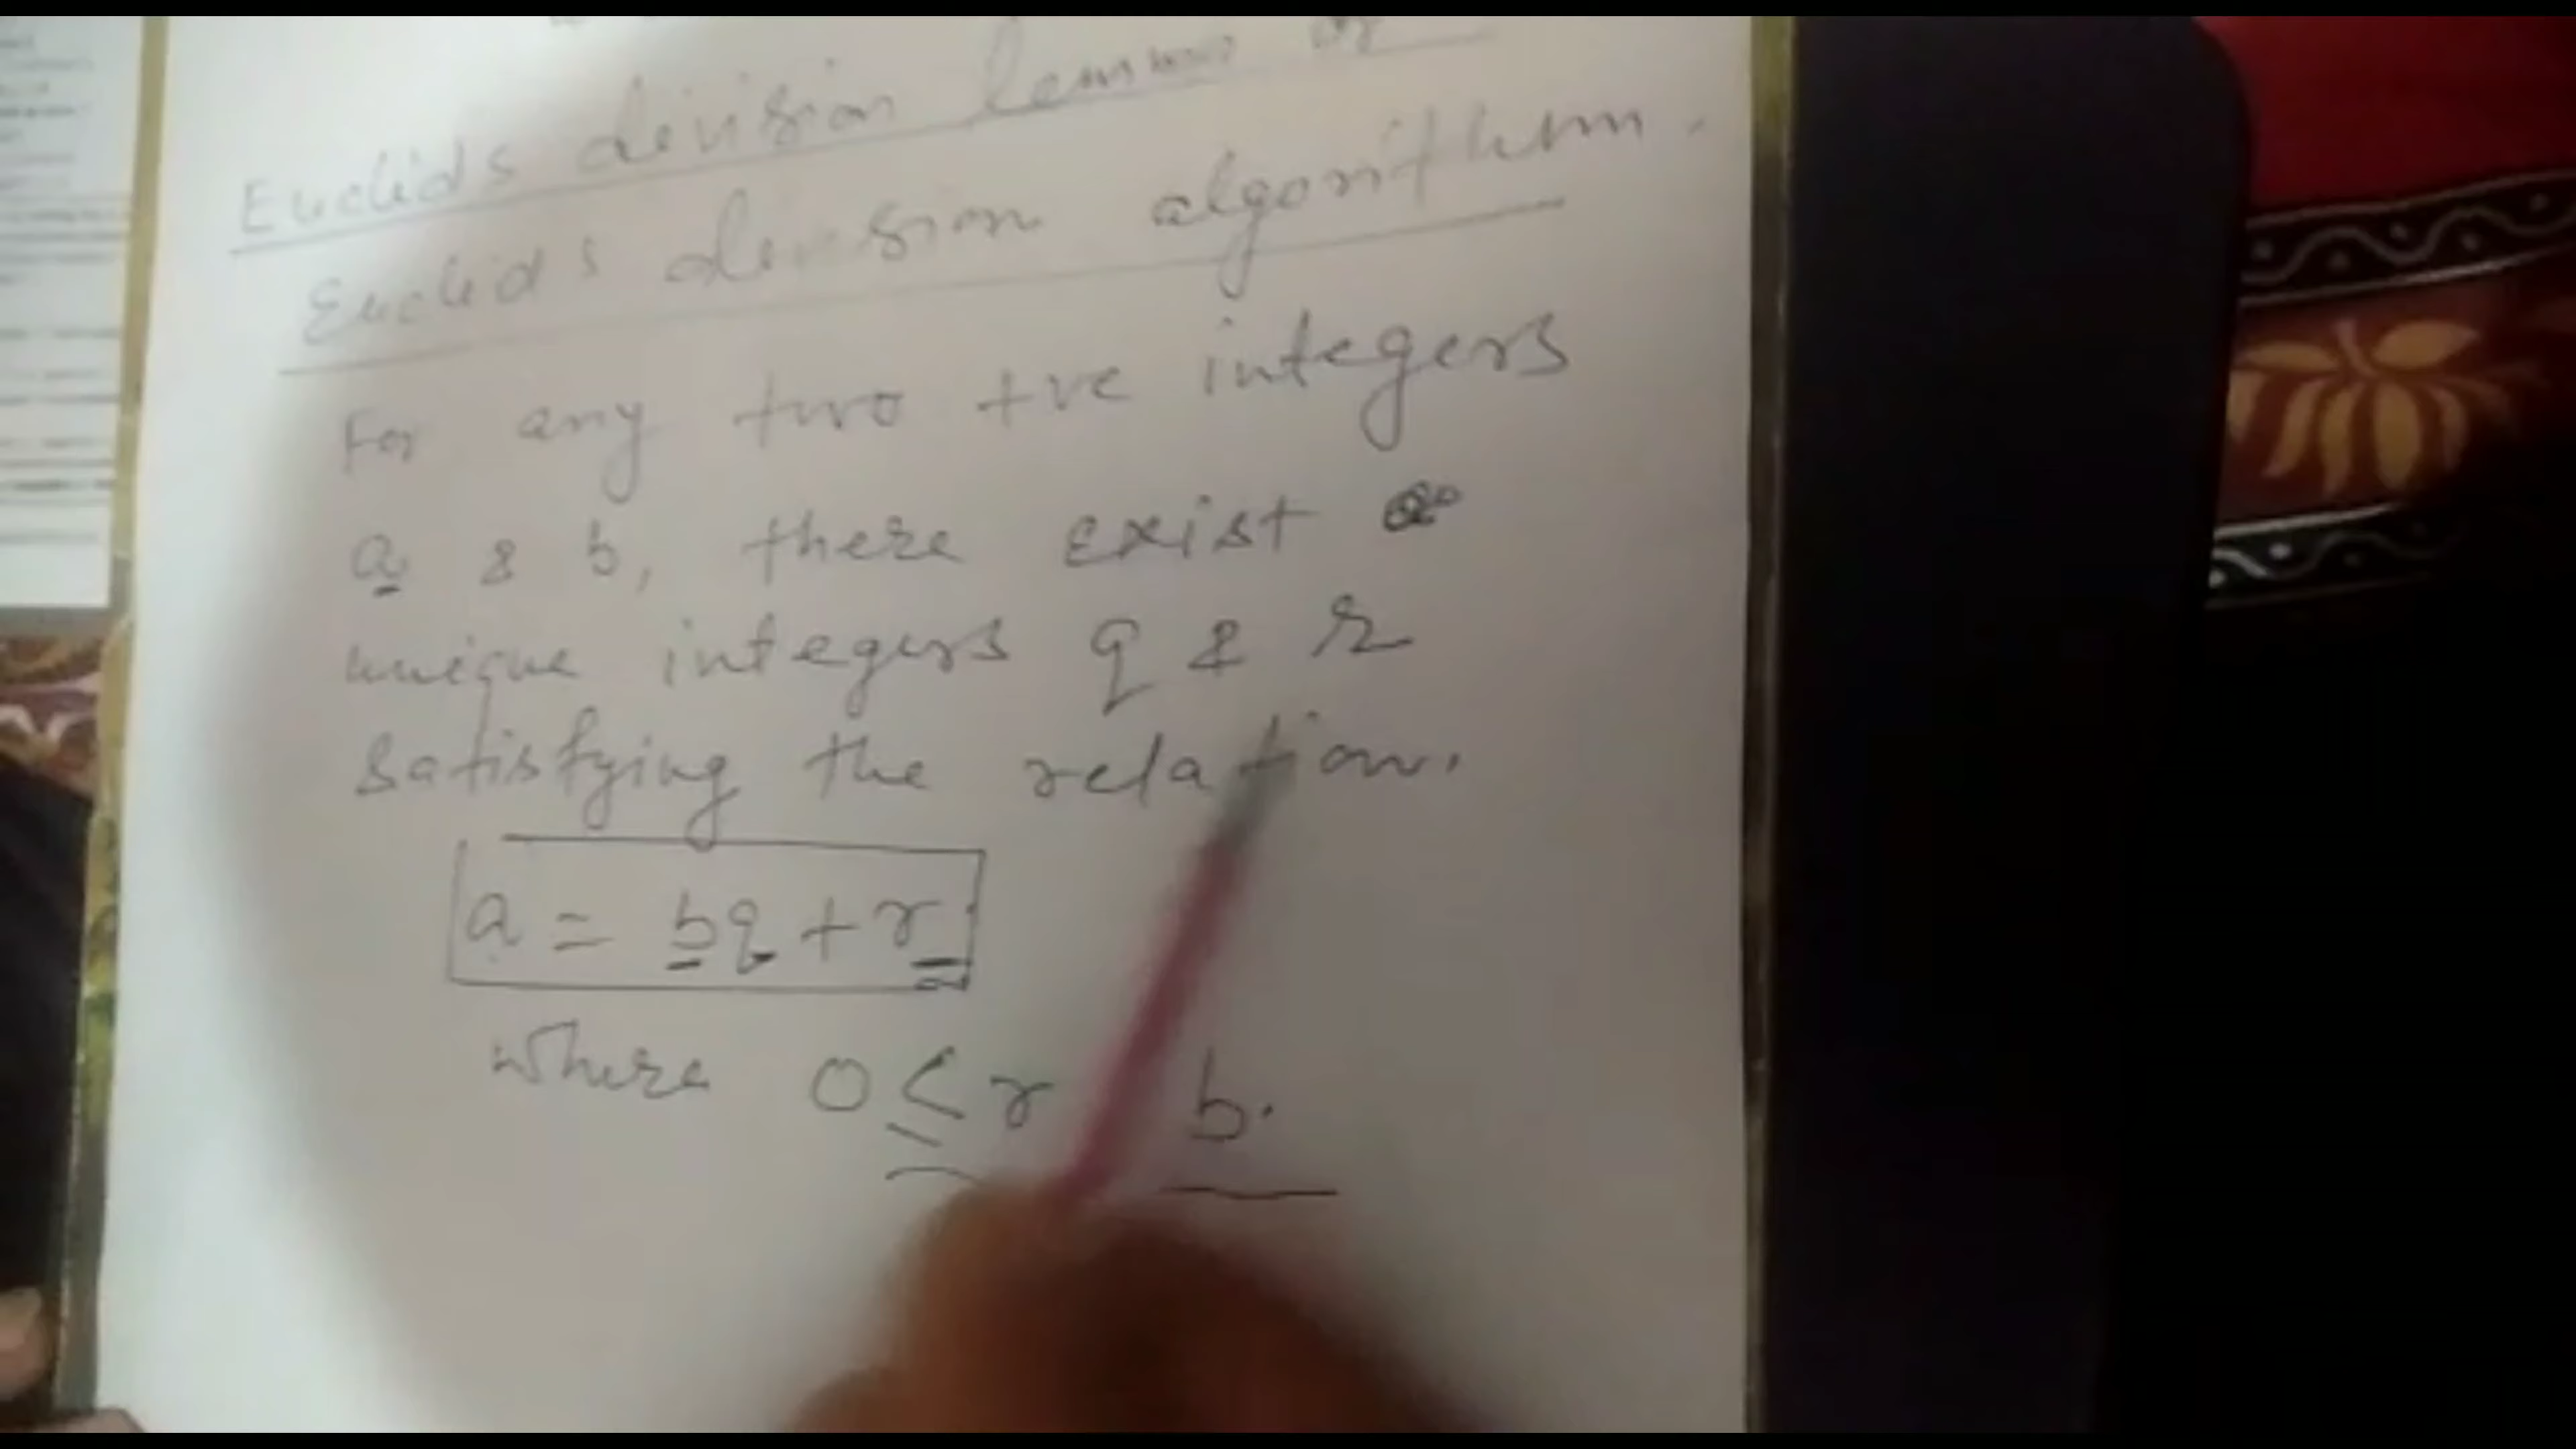 Euclid's division lemma or
Euclid's division algorithm.
For any two +ve integers
a & b, there exist
unique integers q & r
satisfying the relation.
a = bq + r
where 0 ≤ r b.